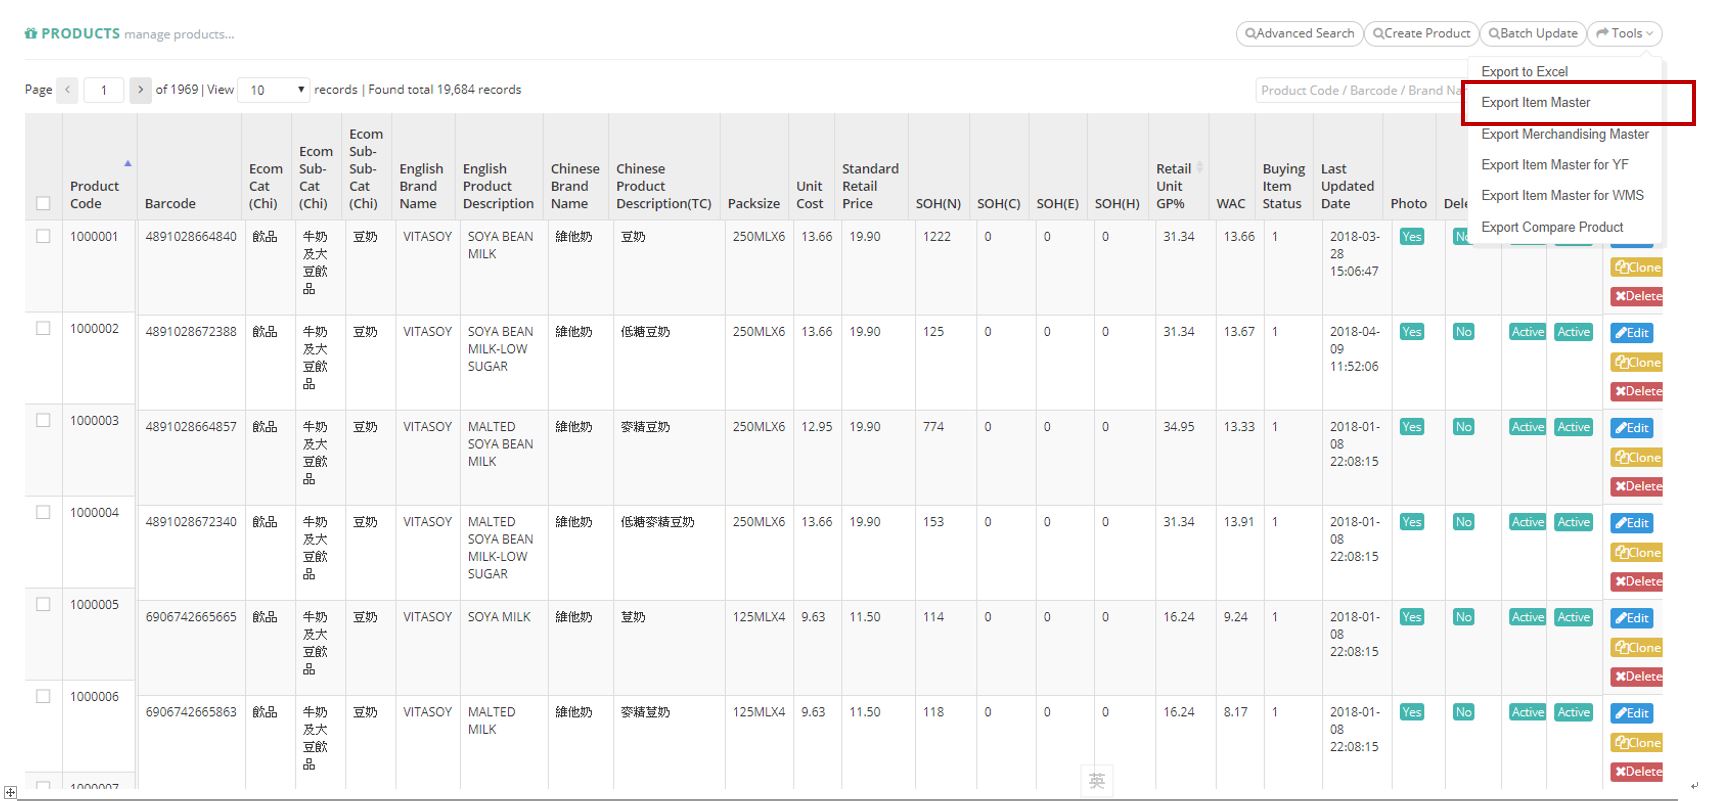 PRODUCTS manage products...
Advanced Search Create Product Batch Update Tools
Export to Excel
Export Item Master
Export Merchandising Master
Export Item Master for YF
Export Item Master for WMS
Export Compare Product
Page < 1 > of 1969 | View 10 records | Found total 19,684 records
Product Code / Barcode / Brand Na
Product Code Barcode Ecom Cat (Chi) Ecom Sub-Cat (Chi) Ecom Sub-Sub-Cat (Chi) English Brand Name English Product Description Chinese Brand Name Chinese Product Description(TC) Packsize Unit Cost Standard Retail Price SOH(N) SOH(C) SOH(E) SOH(H) Retail Unit GP% WAC Buying Item Status Last Updated Date Photo Dele
1000001 4891028664840 飲品 牛奶及大豆飲品 豆奶 VITASOY SOYA BEAN MILK 維他奶 豆奶 250MLX6 13.66 19.90 1222 0 0 0 31.34 13.66 1 2018-03-28 15:06:47 Yes No Clone Delete
1000002 4891028672388 飲品 牛奶及大豆飲品 豆奶 VITASOY SOYA BEAN MILK-LOW SUGAR 維他奶 低糖豆奶 250MLX6 13.66 19.90 125 0 0 0 31.34 13.67 1 2018-04-09 11:52:06 Yes No Active Active Edit Clone Delete
1000003 4891028664857 飲品 牛奶及大豆飲品 豆奶 VITASOY MALTED SOYA BEAN MILK 維他奶 麥精豆奶 250MLX6 12.95 19.90 774 0 0 0 34.95 13.33 1 2018-01-08 22:08:15 Yes No Active Active Edit Clone Delete
1000004 4891028672340 飲品 牛奶及大豆飲品 豆奶 VITASOY MALTED SOYA BEAN MILK-LOW SUGAR 維他奶 低糖麥精豆奶 250MLX6 13.66 19.90 153 0 0 0 31.34 13.91 1 2018-01-08 22:08:15 Yes No Active Active Edit Clone Delete
1000005 6906742665665 飲品 牛奶及大豆飲品 豆奶 VITASOY SOYA MILK 維他奶 荳奶 125MLX4 9.63 11.50 114 0 0 0 16.24 9.24 1 2018-01-08 22:08:15 Yes No Active Active Edit Clone Delete
1000006 6906742665863 飲品 牛奶及大豆飲品 豆奶 VITASOY MALTED MILK 維他奶 麥精荳奶 125MLX4 9.63 11.50 118 0 0 0 16.24 8.17 1 2018-01-08 22:08:15 Yes No Active Active Edit Clone Delete
1000007
英